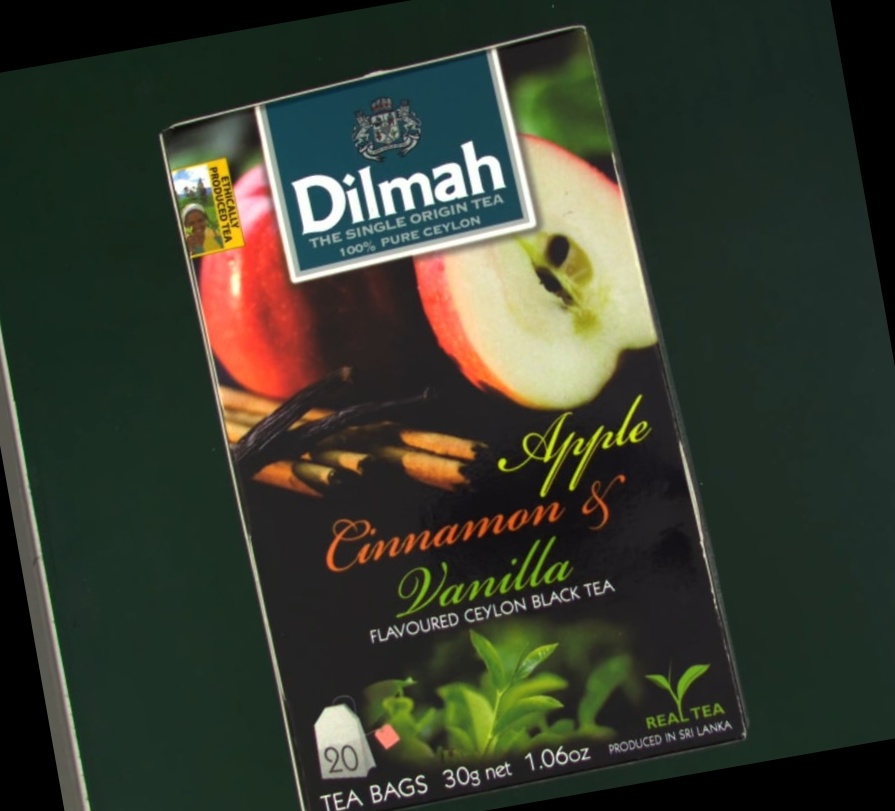 Dilmah
THE SINGLE ORIGIN TEA
100% PURE CEYLON
ETHICALLY
PRODUCED TEA
Apple
Cinnamon &
Vanilla
FLAVOURED CEYLON BLACK TEA
20
TEA BAGS 30g net 1.06oz
REAL TEA
PRODUCED IN SRI LANKA